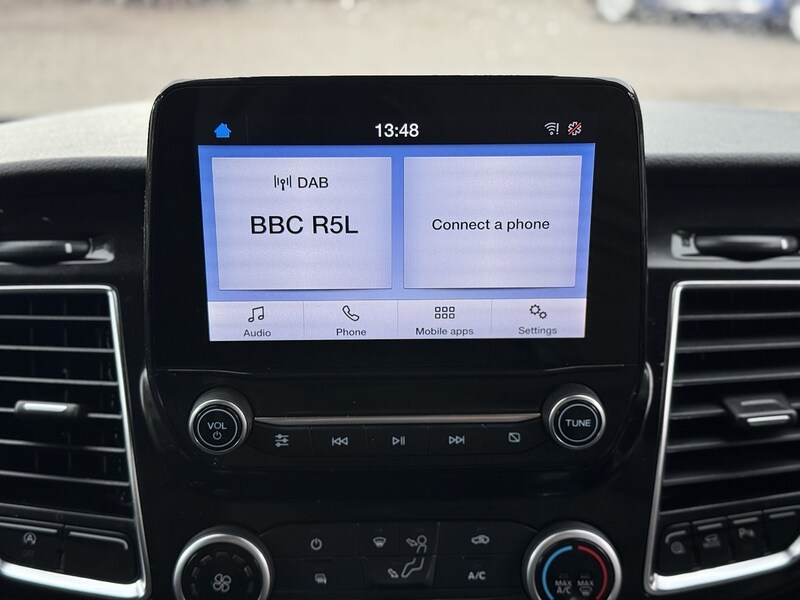 13:48
DAB
BBC R5L
Connect a phone
Audio
Phone
Mobile apps
Settings
VOL
TUNE
A
A/C
MAX
A/C
MAX